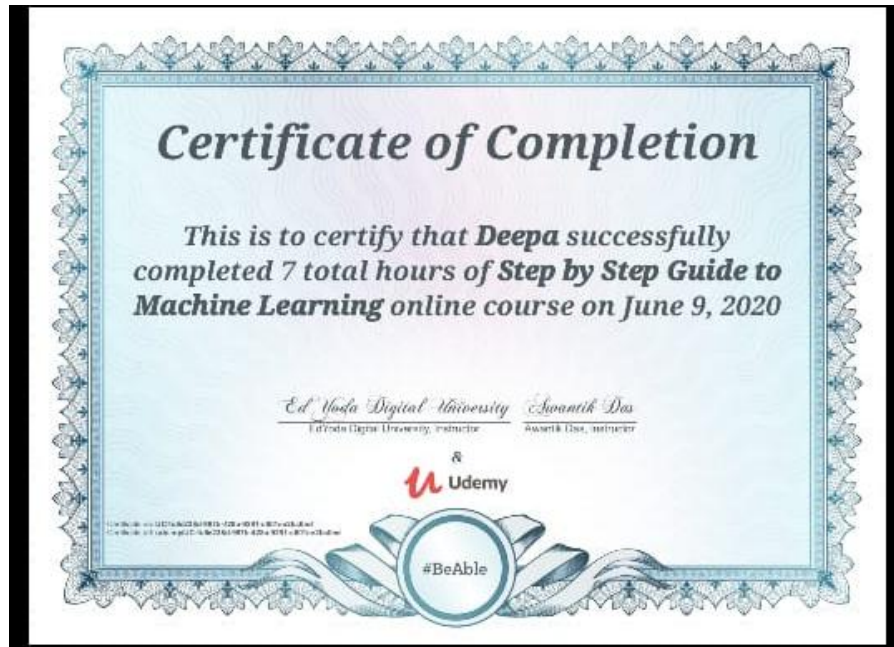 Certificate of Completion
This is to certify that Deepa successfully
completed 7 total hours of Step by Step Guide to
Machine Learning online course on June 9, 2020
Ed Yoda Digital University Awantik Das
EdYoda Digital University, Instructor Awantik Das, Instructor
&
Udemy
#BeAble